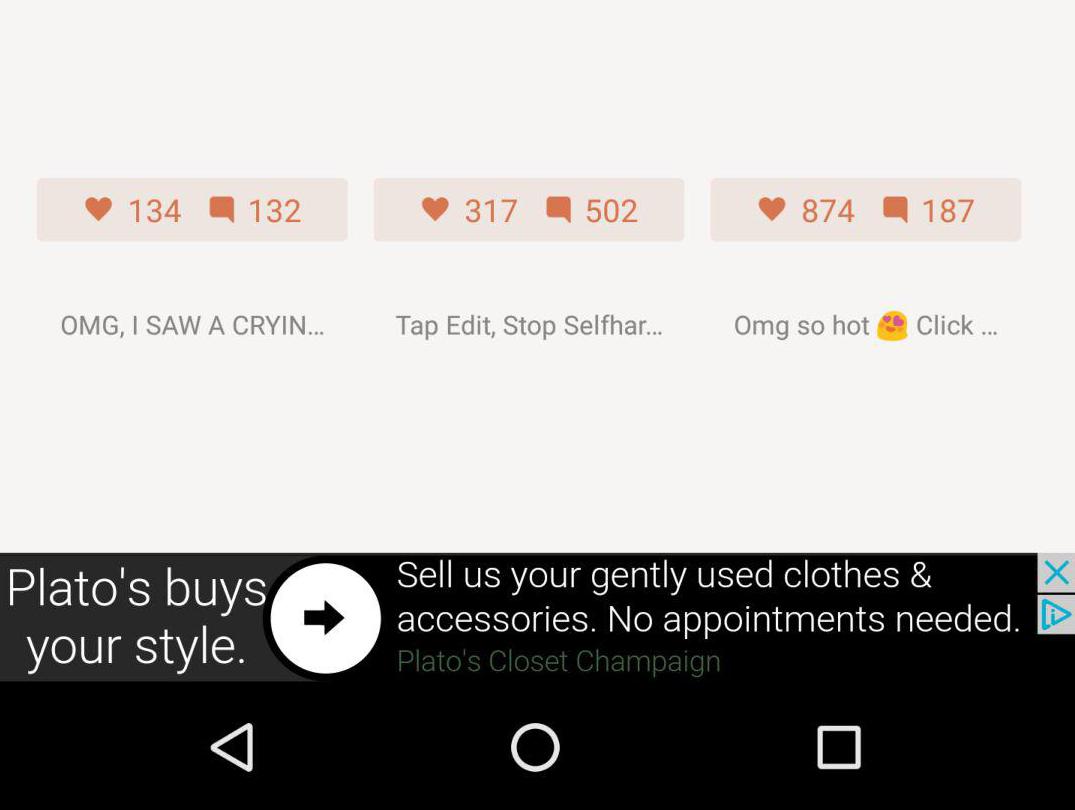 134 132 317 502 874 187
OMG, I SAW A CRYIN... Tap Edit, Stop Selfhar... Omg so hot 😍 Click ...
Plato's buys
your style.
Sell us your gently used clothes &
accessories. No appointments needed.
Plato's Closet Champaign